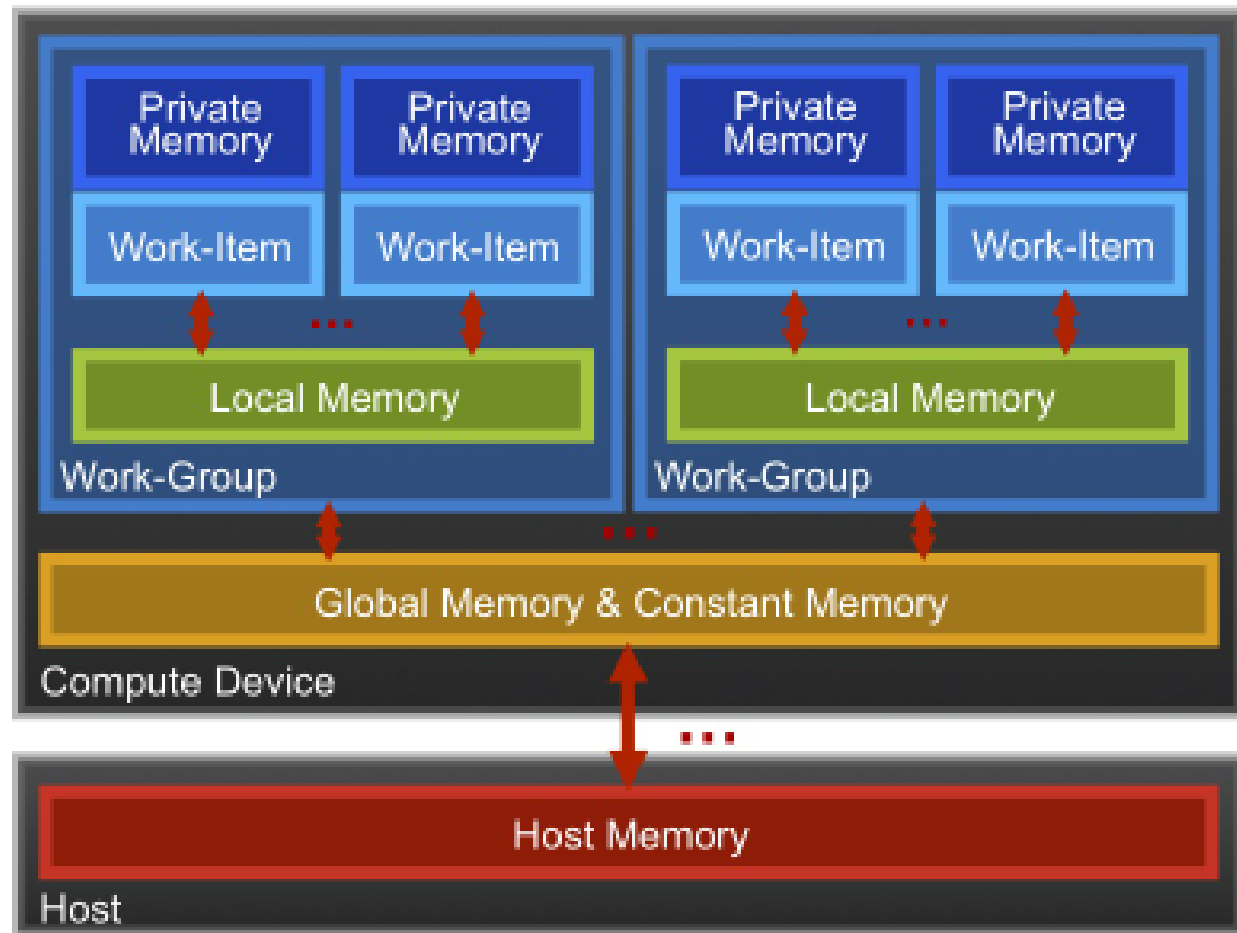 Private
Memory
Private
Memory
Private
Memory
Private
Memory
Work-Item
Work-Item
Work-Item
Work-Item
...
...
Local Memory
Local Memory
Work-Group
Work-Group
...
Global Memory & Constant Memory
Compute Device
...
Host Memory
Host